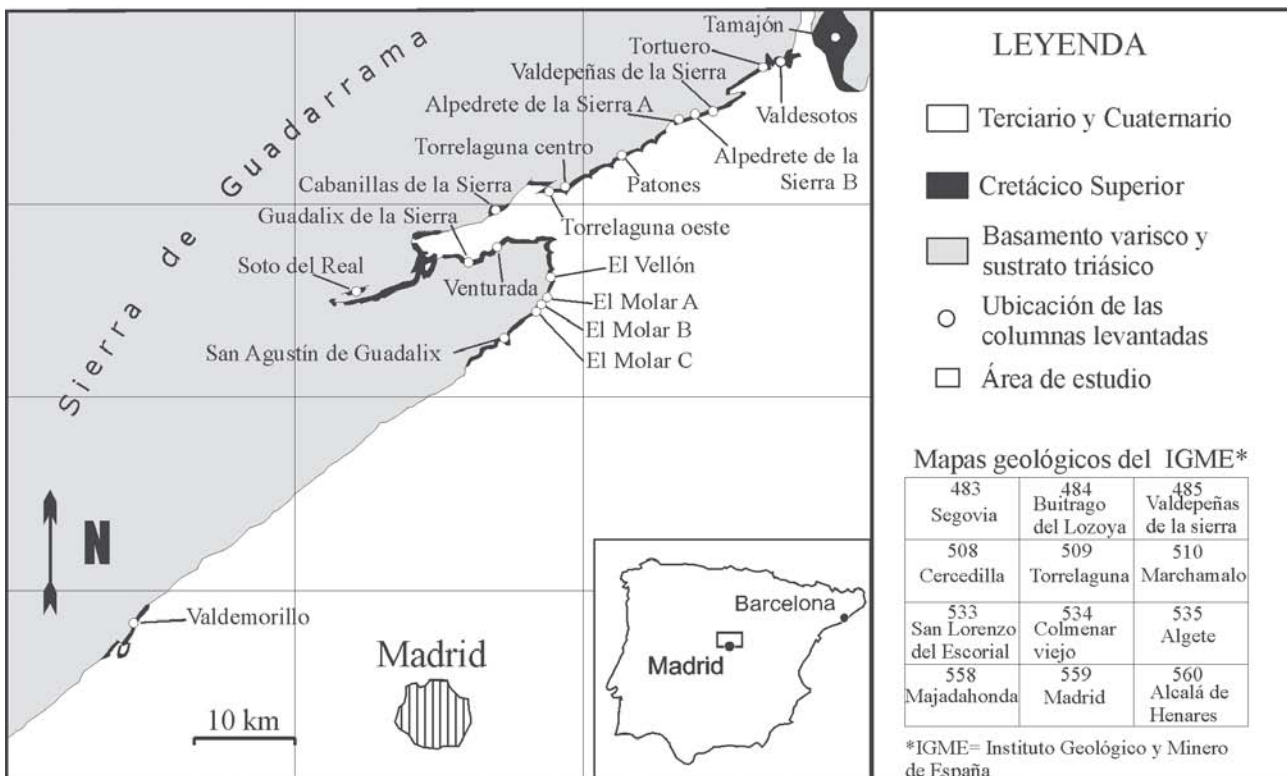 Tamajón
Tortuero
Valdepeñas de la Sierra
Alpedrete de la Sierra A
Valdesotos
Torrelaguna centro
Alpedrete de la
Sierra B
Patones
Cabanillas de la Sierra
Guadalix de la Sierra
Torrelaguna oeste
Soto del Real
Venturada
El Vellón
El Molar A
El Molar B
San Agustín de Guadalix
El Molar C
Sierra de Guadarrama
N
Valdemorillo
10 km
Madrid
Barcelona
Madrid
LEYENDA
Terciario y Cuaternario
Cretácico Superior
Basamento varisco y
sustrato triásico
Ubicación de las
columnas levantadas
Área de estudio
Mapas geológicos del IGME*
483
Segovia
484
Buitrago
del Lozoya
485
Valdepeñas
de la sierra
508
Cercedilla
509
Torrelaguna
510
Marchamalo
533
San Lorenzo
del Escorial
534
Colmenar
viejo
535
Algete
558
Majadahonda
559
Madrid
560
Alcalá de
Henares
*IGME= Instituto Geológico y Minero
de España